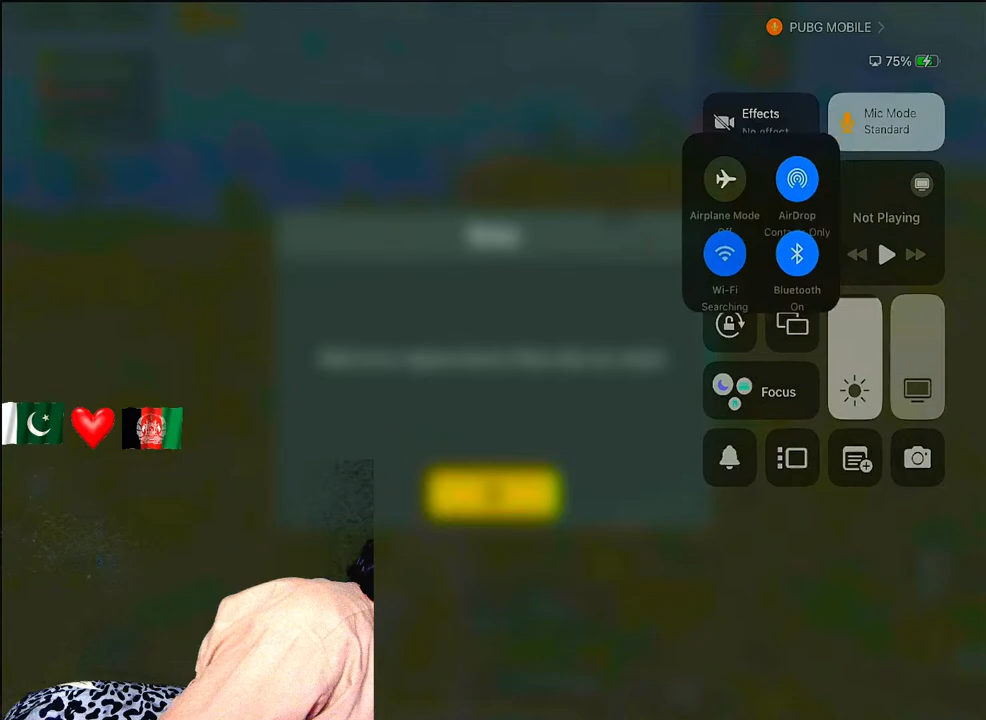 PUBG MOBILE
75%
Effects
No effect
Mic Mode
Standard
Airplane Mode
Off
AirDrop
Contacts Only
Not Playing
Wi-Fi
Searching
Bluetooth
On
Focus